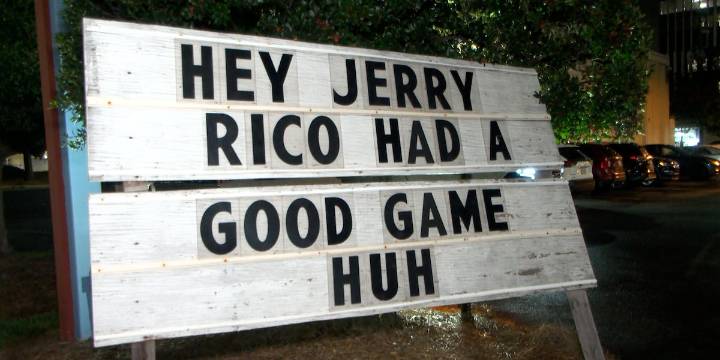 HEY JERRY
RICO HAD A
GOOD GAME
HUH